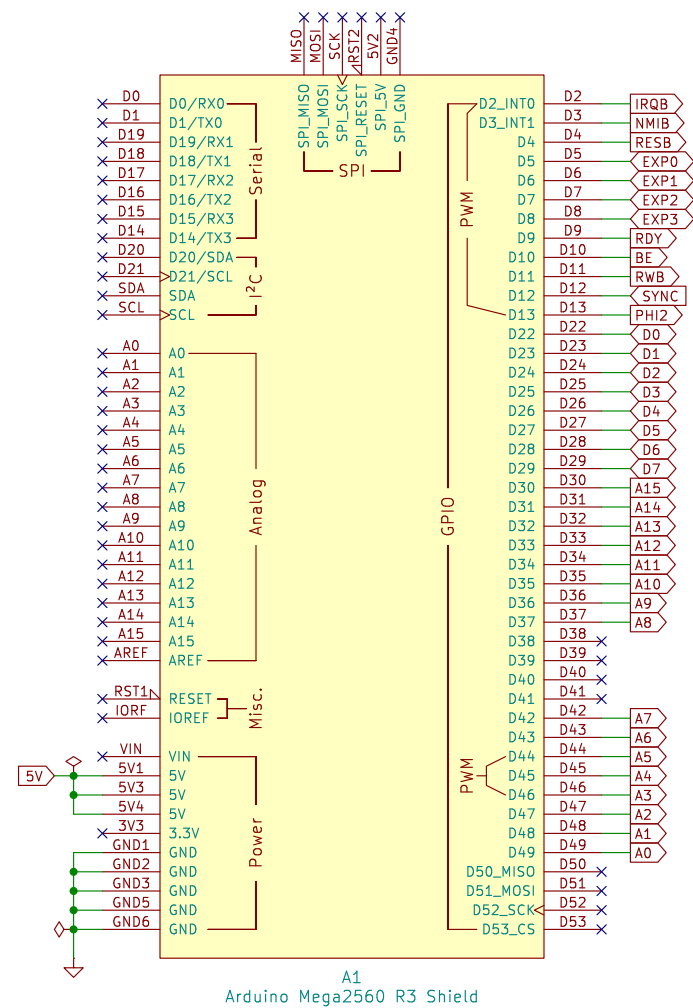 MISO
MOSI
SCK
RST2
5V2
GND4
SPI_MISO
SPI_MOSI
SPI_SCK
SPI_RESET
SPI_5V
SPI_GND
SPI
D0 D0/RX0
D1 D1/TX0
D19 D19/RX1
D18 D18/TX1
D17 D17/RX2
D16 D16/TX2
D15 D15/RX3
D14 D14/TX3
Serial
D20 D20/SDA
D21 D21/SCL
SDA SDA
SCL SCL
I²C
A0 A0
A1 A1
A2 A2
A3 A3
A4 A4
A5 A5
A6 A6
A7 A7
A8 A8
A9 A9
A10 A10
A11 A11
A12 A12
A13 A13
A14 A14
A15 A15
AREF AREF
Analog
RST1 RESET
IORF IOREF
Misc.
VIN VIN
5V 5V1 5V
5V3 5V
5V4 5V
3V3 3.3V
GND1 GND
GND2 GND
GND3 GND
GND5 GND
GND6 GND
Power
GPIO
PWM
D2_INT0 D2 IRQB
D3_INT1 D3 NMIB
D4 D4 RESB
D5 D5 EXP0
D6 D6 EXP1
D7 D7 EXP2
D8 D8 EXP3
D9 D9 RDY
D10 D10 BE
D11 D11 RWB
D12 D12 SYNC
D13 D13 PHI2
D22 D22 D0
D23 D23 D1
D24 D24 D2
D25 D25 D3
D26 D26 D4
D27 D27 D5
D28 D28 D6
D29 D29 D7
D30 D30 A15
D31 D31 A14
D32 D32 A13
D33 D33 A12
D34 D34 A11
D35 D35 A10
D36 D36 A9
D37 D37 A8
D38 D38
D39 D39
D40 D40
D41 D41
D42 D42 A7
D43 D43 A6
PWM
D44 D44 A5
D45 D45 A4
D46 D46 A3
D47 D47 A2
D48 D48 A1
D49 D49 A0
D50_MISO D50
D51_MOSI D51
D52_SCK D52
D53_CS D53
A1
Arduino Mega2560 R3 Shield